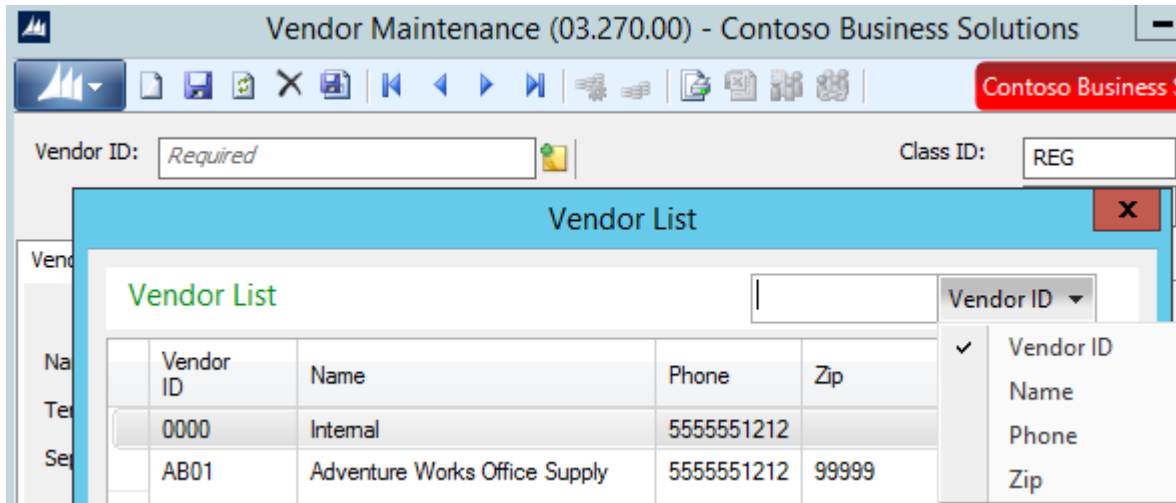 Vendor Maintenance (03.270.00) - Contoso Business Solutions
Contoso Business
Vendor ID: Required Class ID: REG
Vendor List
Vendor List Vendor ID
Vendor ID Name Phone Zip
0000 Internal 5555551212
AB01 Adventure Works Office Supply 5555551212 99999
Vendor ID
Name
Phone
Zip